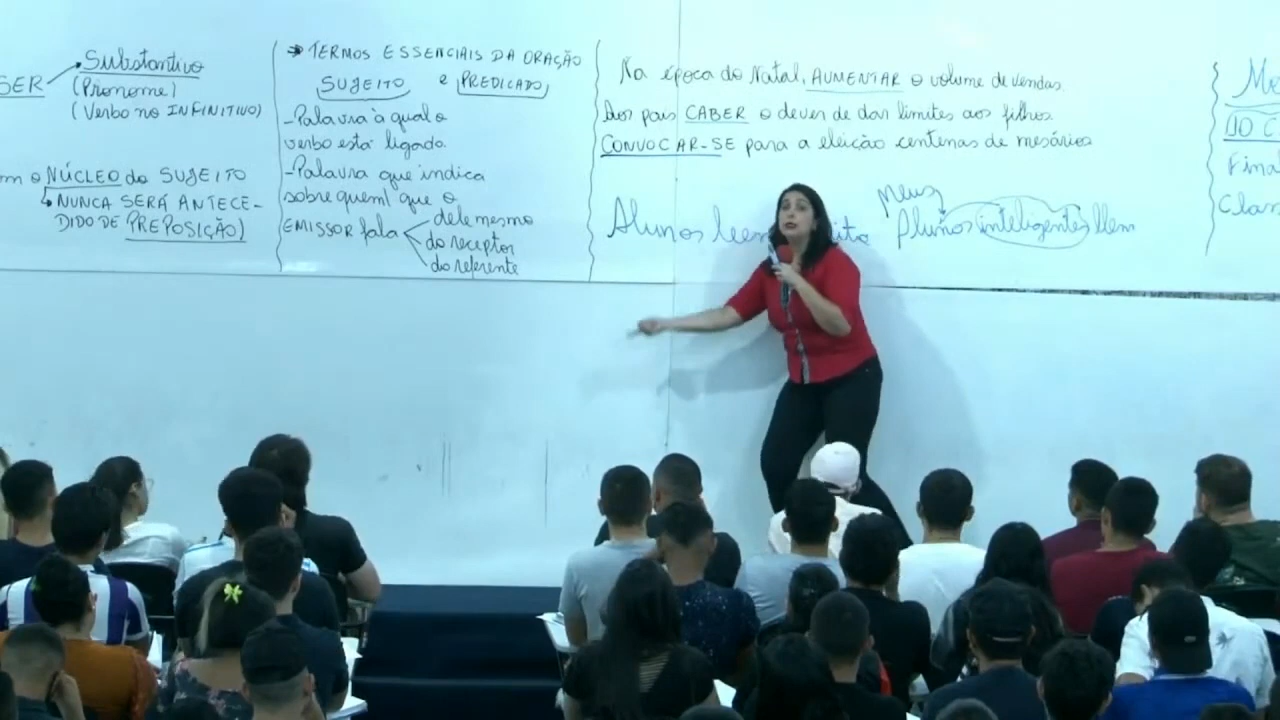 SER
Substantivo
(Pronome)
(Verbo no INFINITIVO)
o NÚCLEO do SUJEITO
NUNCA SERÁ ANTECE-
DIDO DE PREPOSIÇÃO)
TERMOS ESSENCIAIS DA ORAÇÃO
SUJEITO e PREDICADO
-Palavra à qual o
verbo está ligado.
-Palavra que indica
sobre quem/que o
EMISSOR fala
dele mesmo
do receptor
do referente
Na época do Natal, AUMENTAR o volume de vendas.
Aos pais CABER o dever de dar limites aos filhos.
CONVOCAR-SE para a eleição centenas de mesários
Alunos leem
Meus
Alunos inteligentes